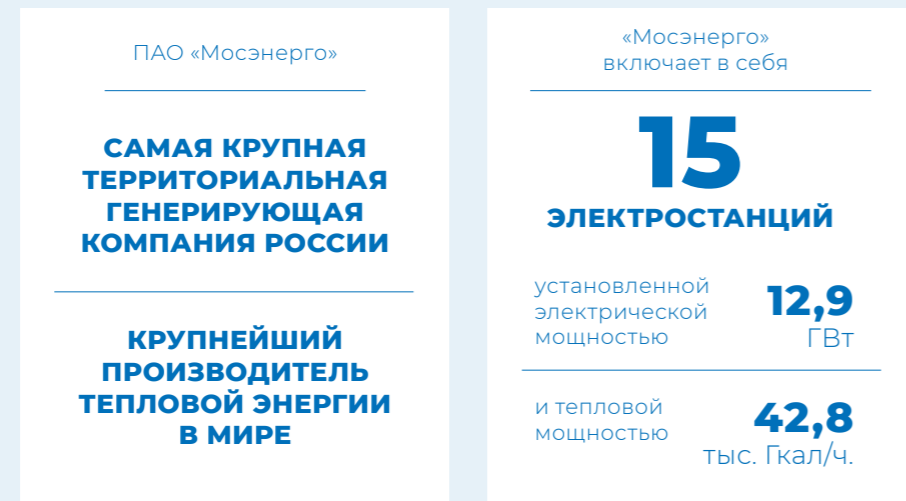 ПАО «Мосэнерго»
САМАЯ КРУПНАЯ
ТЕРРИТОРИАЛЬНАЯ
ГЕНЕРИРУЮЩАЯ
КОМПАНИЯ РОССИИ
КРУПНЕЙШИЙ
ПРОИЗВОДИТЕЛЬ
ТЕПЛОВОЙ ЭНЕРГИИ
В МИРЕ
«Мосэнерго»
включает в себя
15
ЭЛЕКТРОСТАНЦИЙ
установленной
электрической
мощностью
12,9
ГВт
и тепловой
мощностью
42,8
тыс. Гкал/ч.